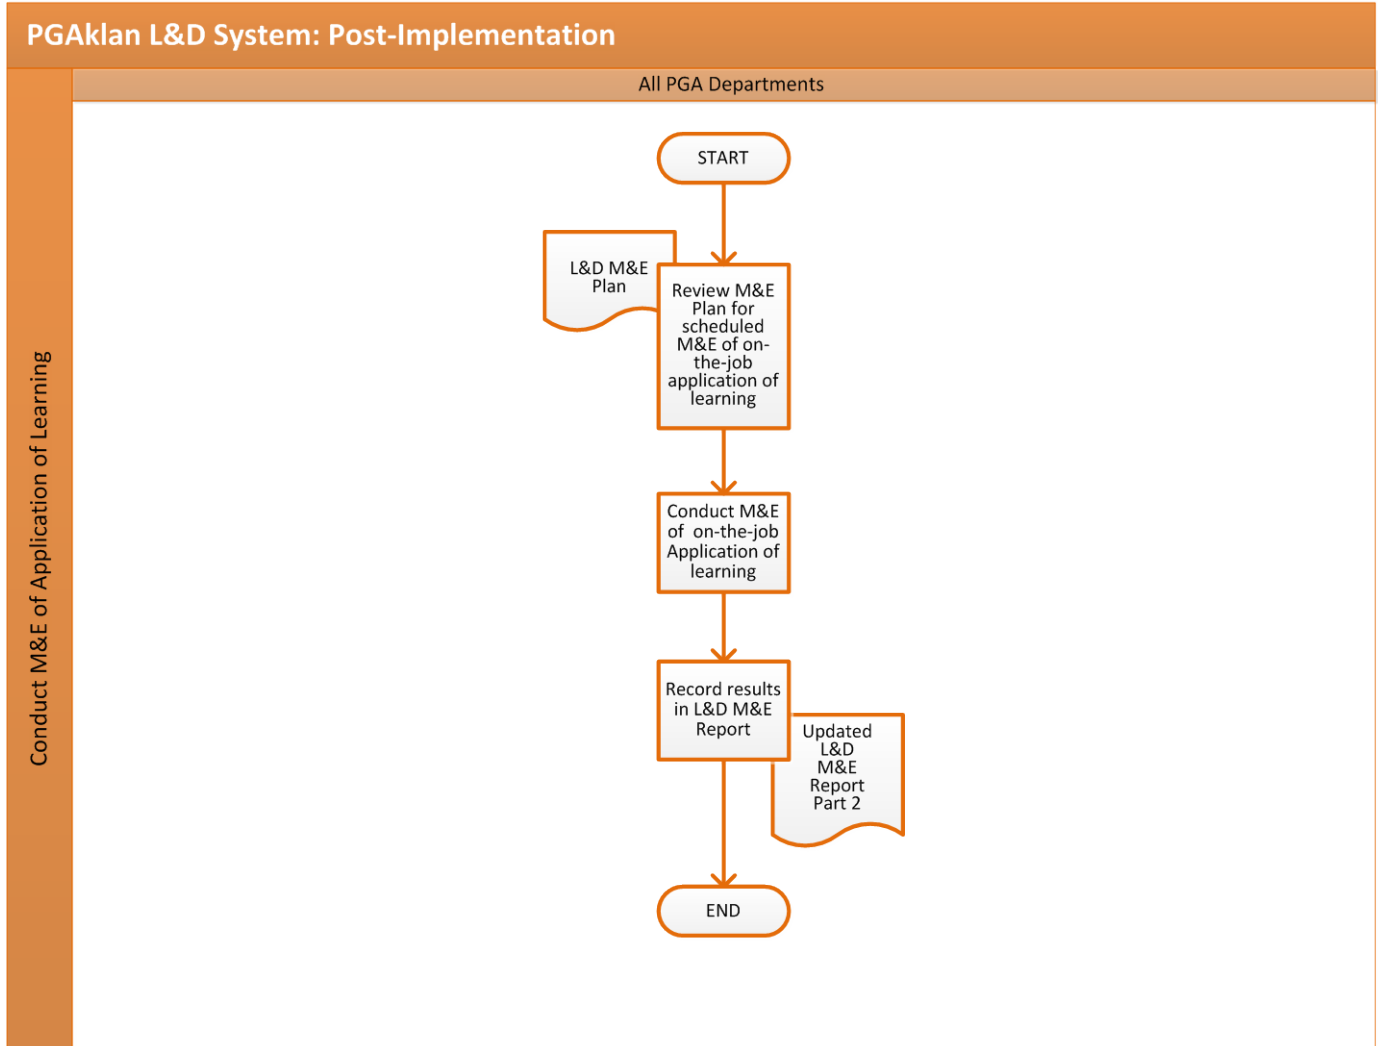 PGAklan L&D System: Post-Implementation
All PGA Departments
Conduct M&E of Application of Learning
START
L&D M&E
Plan
Review M&E
Plan for
scheduled
M&E of on-
the-job
application of
learning
Conduct M&E
of on-the-job
Application of
learning
Record results
in L&D M&E
Report
Updated
L&D
M&E
Report
Part 2
END